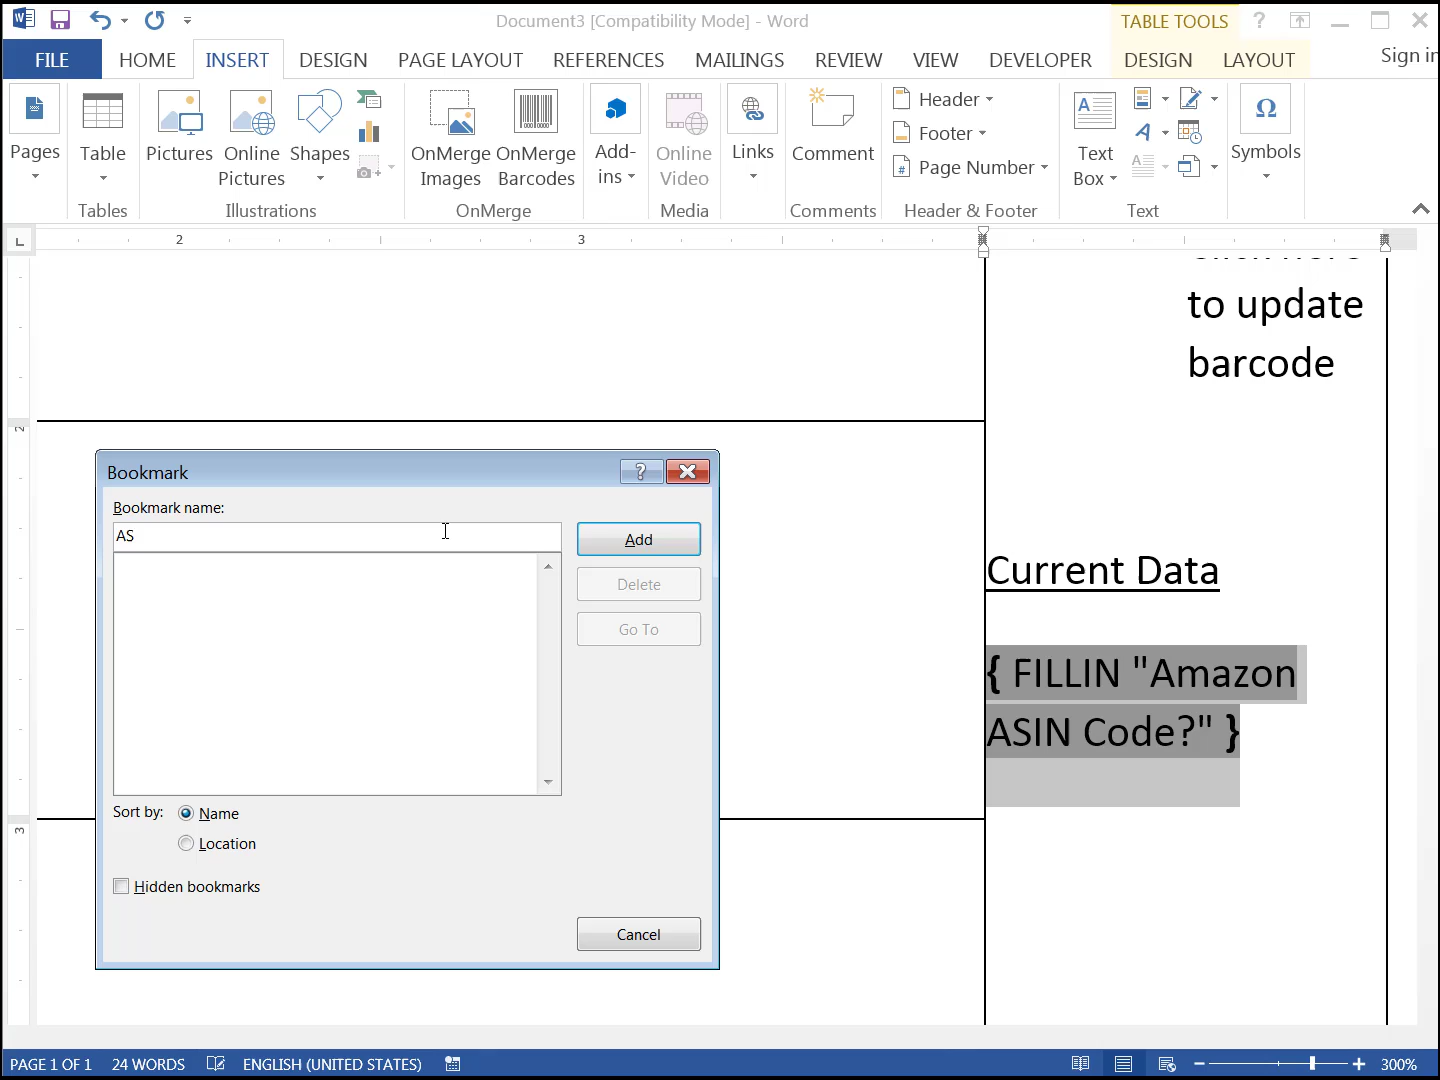 Document3 [Compatibility Mode] - Word
TABLE TOOLS
FILE HOME INSERT DESIGN PAGE LAYOUT REFERENCES MAILINGS REVIEW VIEW DEVELOPER DESIGN LAYOUT
Sign in
Pages
Table
Pictures
Online
Pictures
Shapes
OnMerge
Images
OnMerge
Barcodes
Add-
ins
Online
Video
Links
Comment
Header
Footer
Page Number
Text
Box
Symbols
Tables Illustrations OnMerge Media Comments Header & Footer Text
2 3
to update
barcode
2
3
Bookmark
Bookmark name:
AS
Add
Delete
Go To
Sort by: Name
Location
Hidden bookmarks
Cancel
Current Data
{ FILLIN "Amazon
ASIN Code?" }
PAGE 1 OF 1 24 WORDS ENGLISH (UNITED STATES) 300%